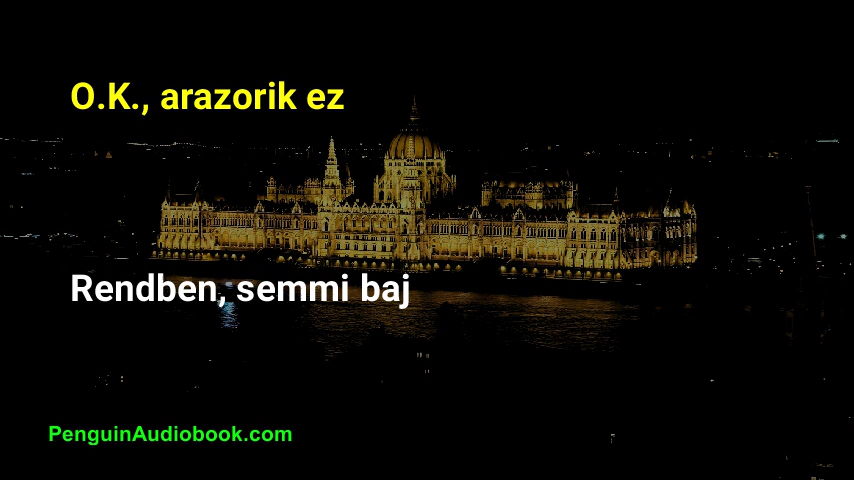 O.K., arazorik ez
Rendben, semmi baj
PenguinAudiobook.com